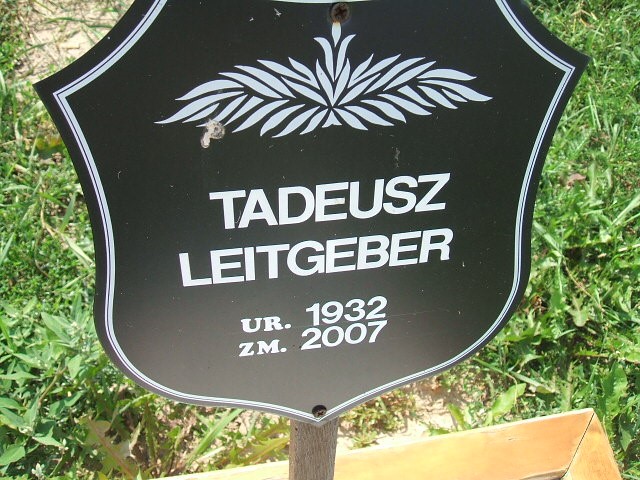 TADEUSZ
LEITGEBER
UR. 1932
ZM. 2007